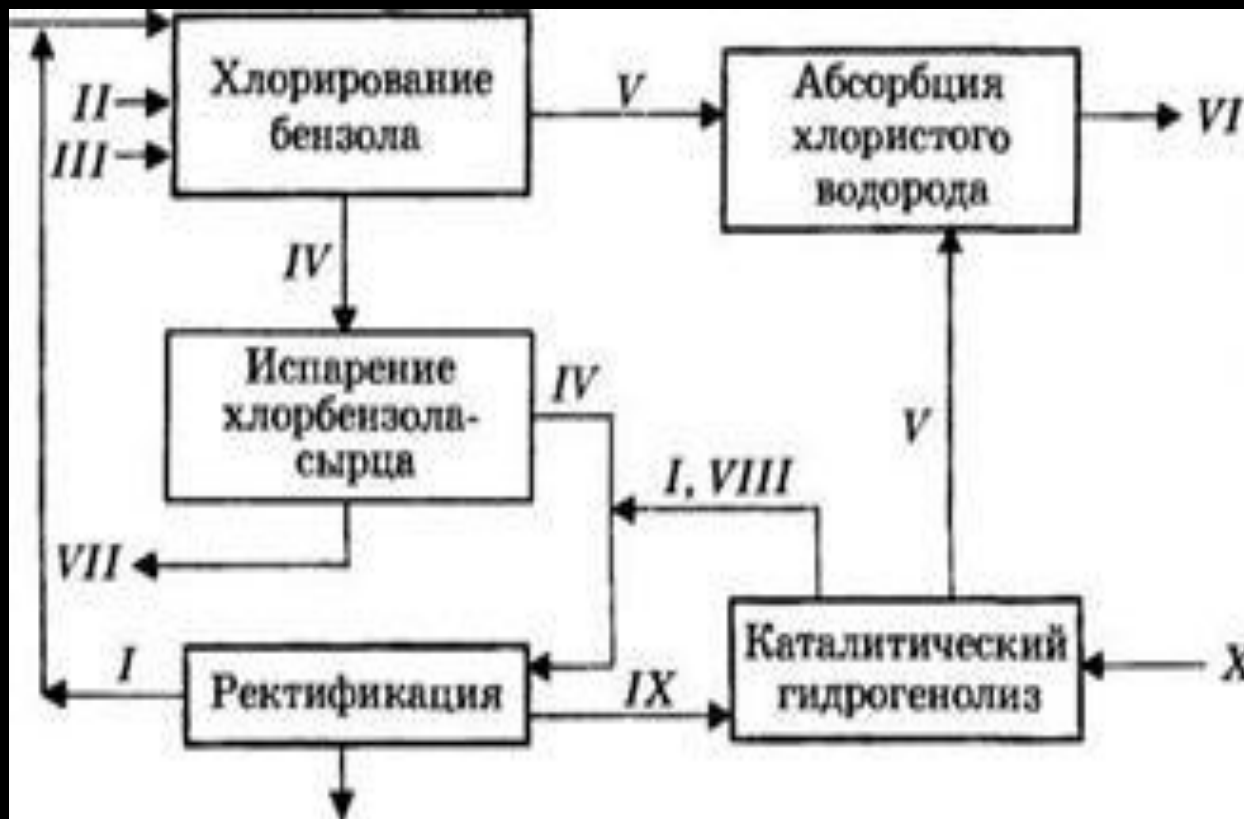 Хлорирование
бензола
II
III
V
Абсорбция
хлористого
водорода
VI
IV
Испарение
хлорбензола-
сырца
IV
V
I, VIII
VII
Каталитический
гидрогенолиз
X
I
Ректификация
IX